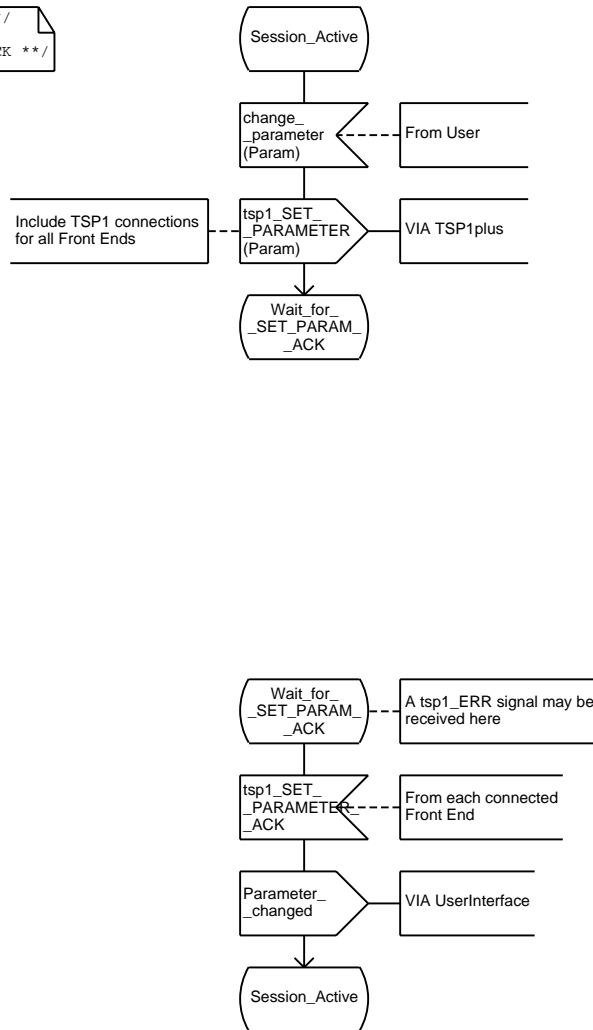 /
CK **/
Session_Active
change_
_parameter
(Param)
From User
Include TSP1 connections
for all Front Ends
tsp1_SET_
_PARAMETER
(Param)
VIA TSP1plus
Wait_for_
_SET_PARAM_
_ACK
Wait_for_
_SET_PARAM_
_ACK
A tsp1_ERR signal may be
received here
tsp1_SET_
_PARAMETER_
_ACK
From each connected
Front End
Parameter_
_changed
VIA UserInterface
Session_Active